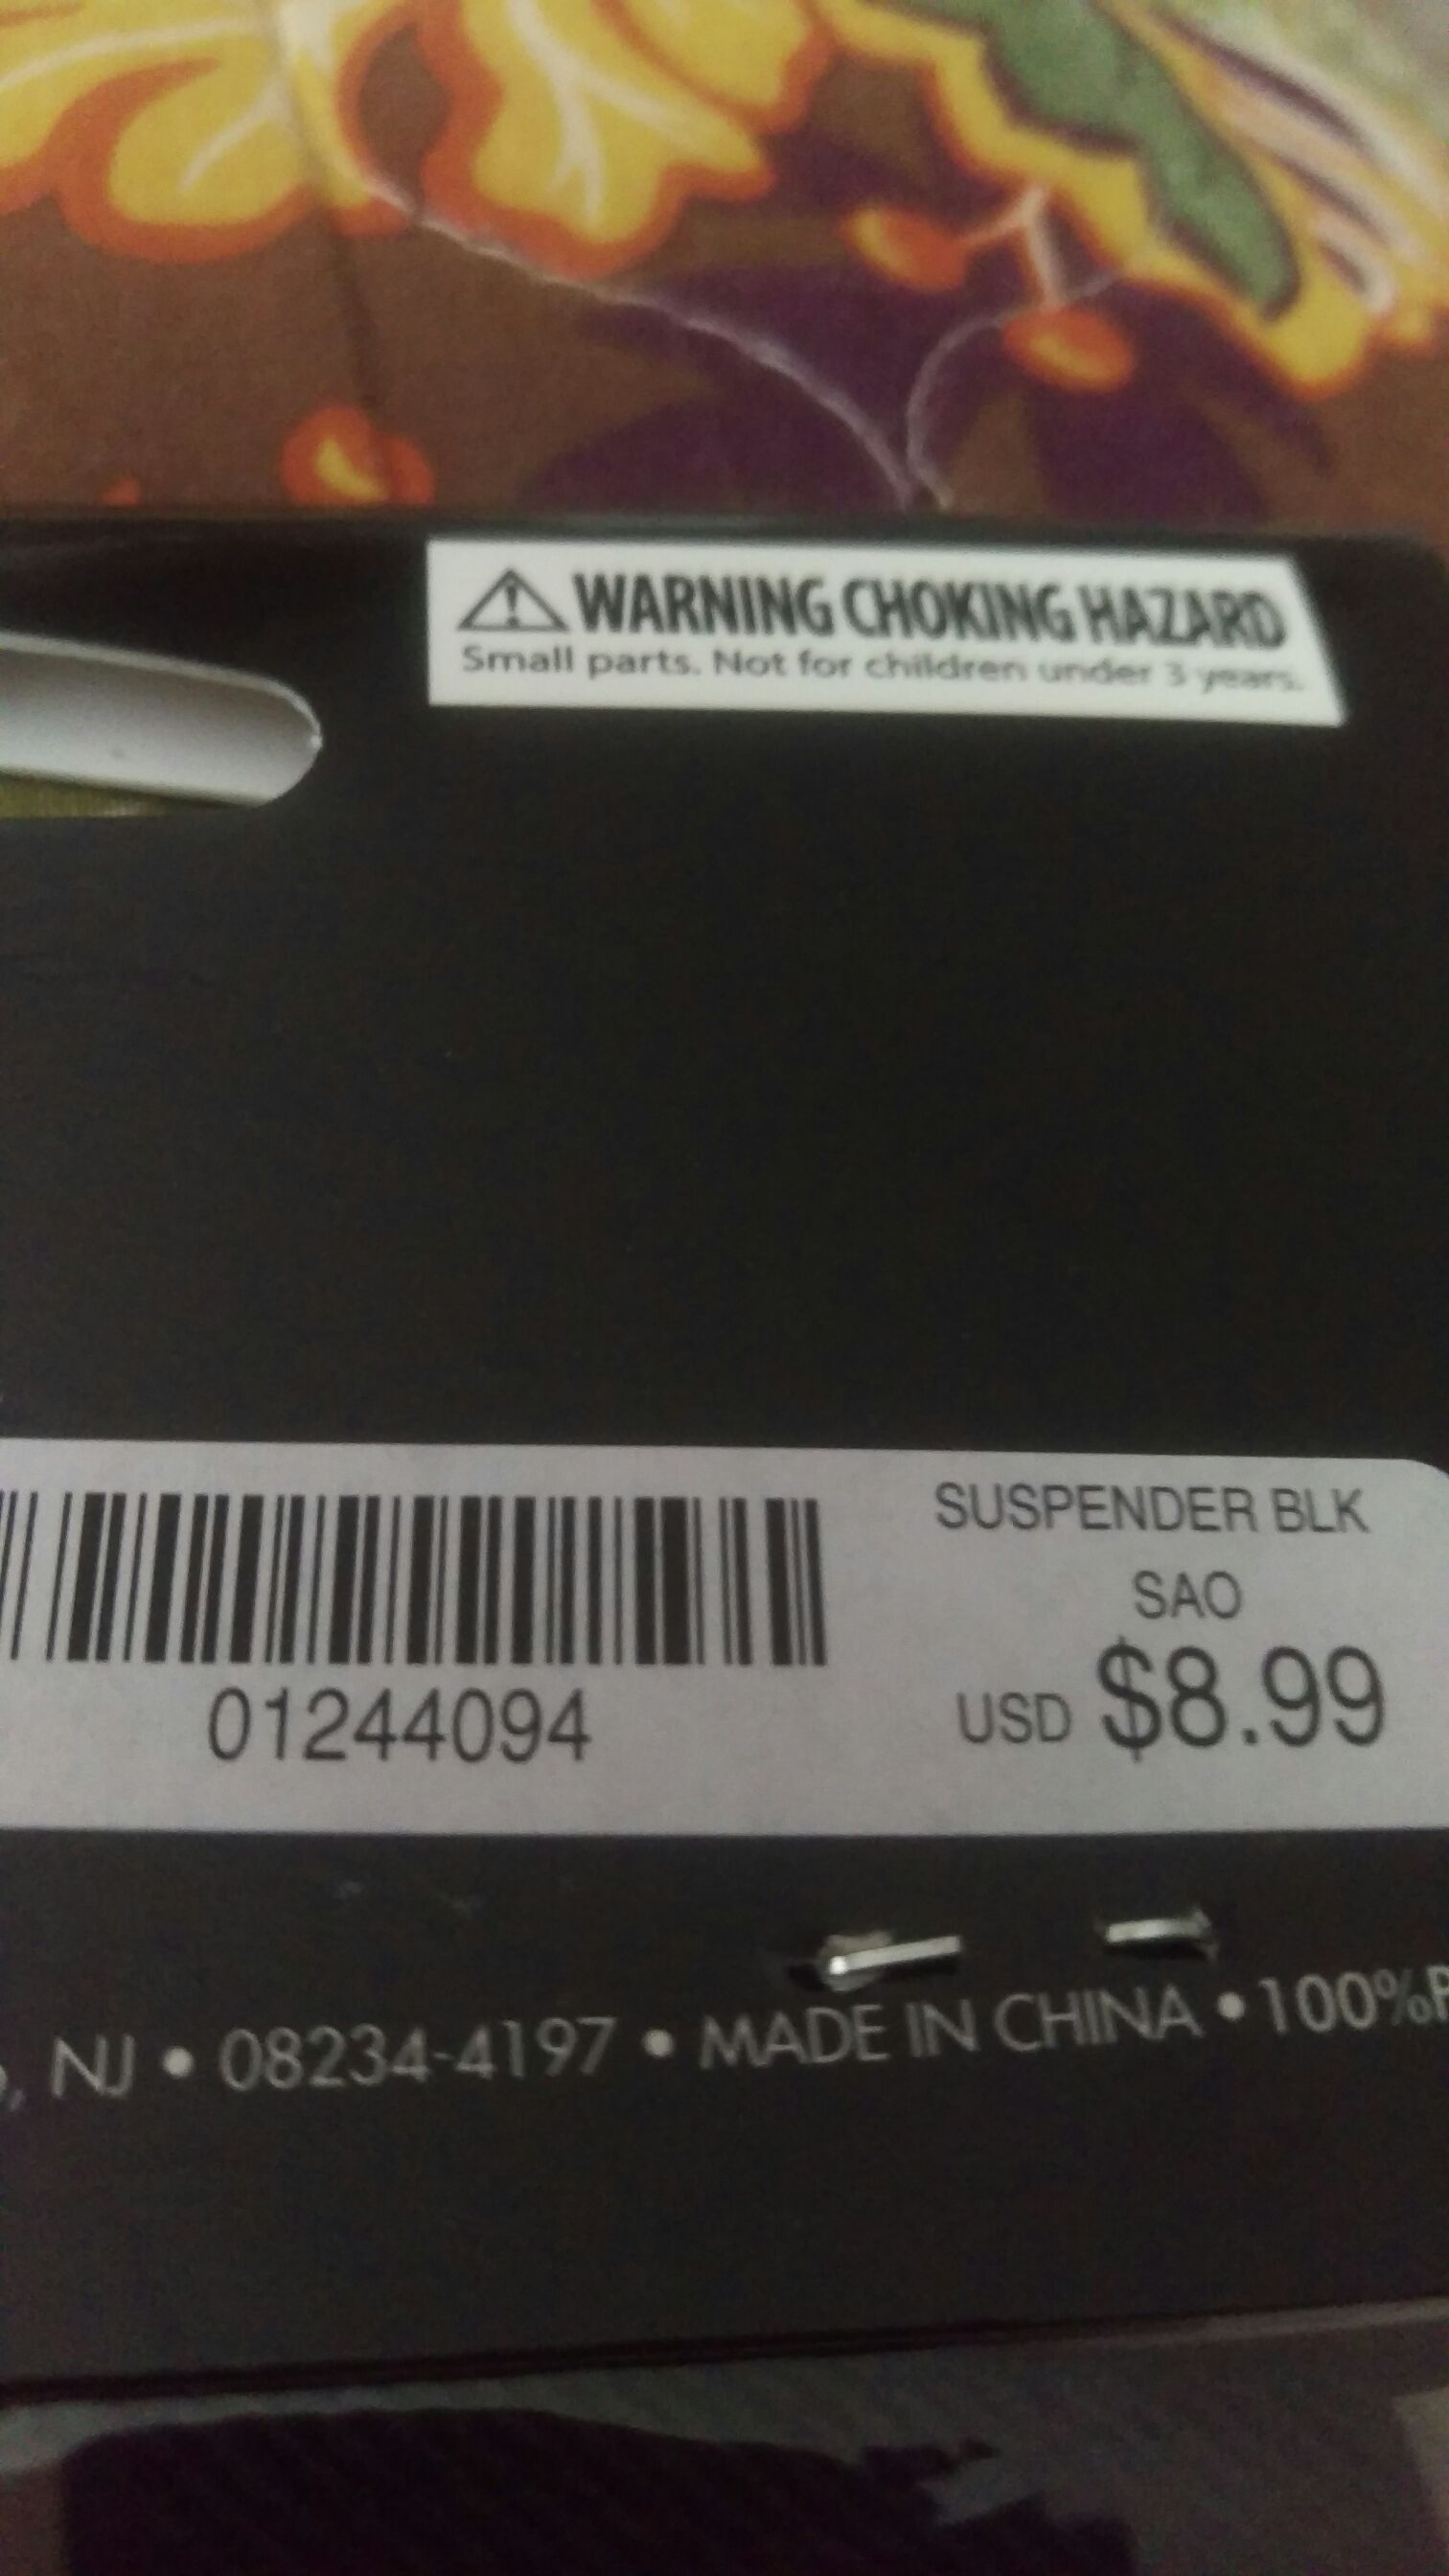 WARNING CHOKING HAZARD
Small parts. Not for children under 3 years.
SUSPENDER BLK
SAO
USD $8.99
01244094
, NJ • 08234-4197 • MADE IN CHINA • 100%